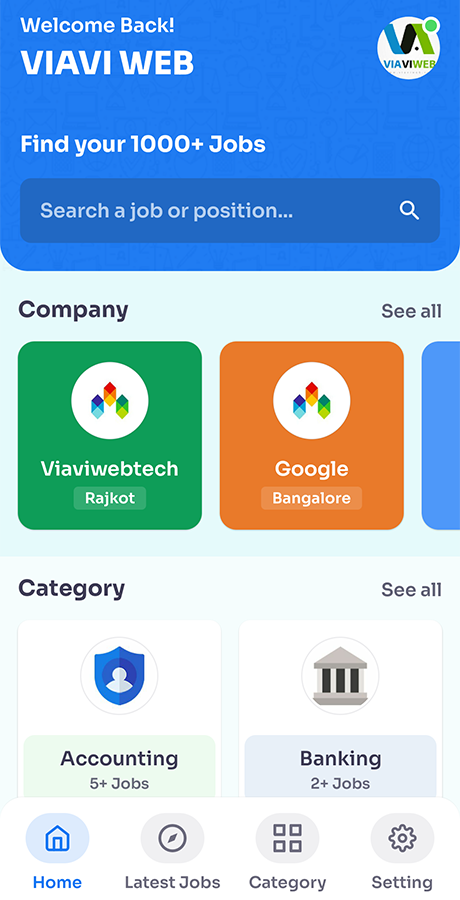 Welcome Back!
VIAVI WEB
VIAVIWEB
Find your 1000+ Jobs
Search a job or position...
Company
See all
Viaviwebtech
Rajkot
Google
Bangalore
Category
See all
Accounting
5+ Jobs
Banking
2+ Jobs
Home
Latest Jobs
Category
Setting